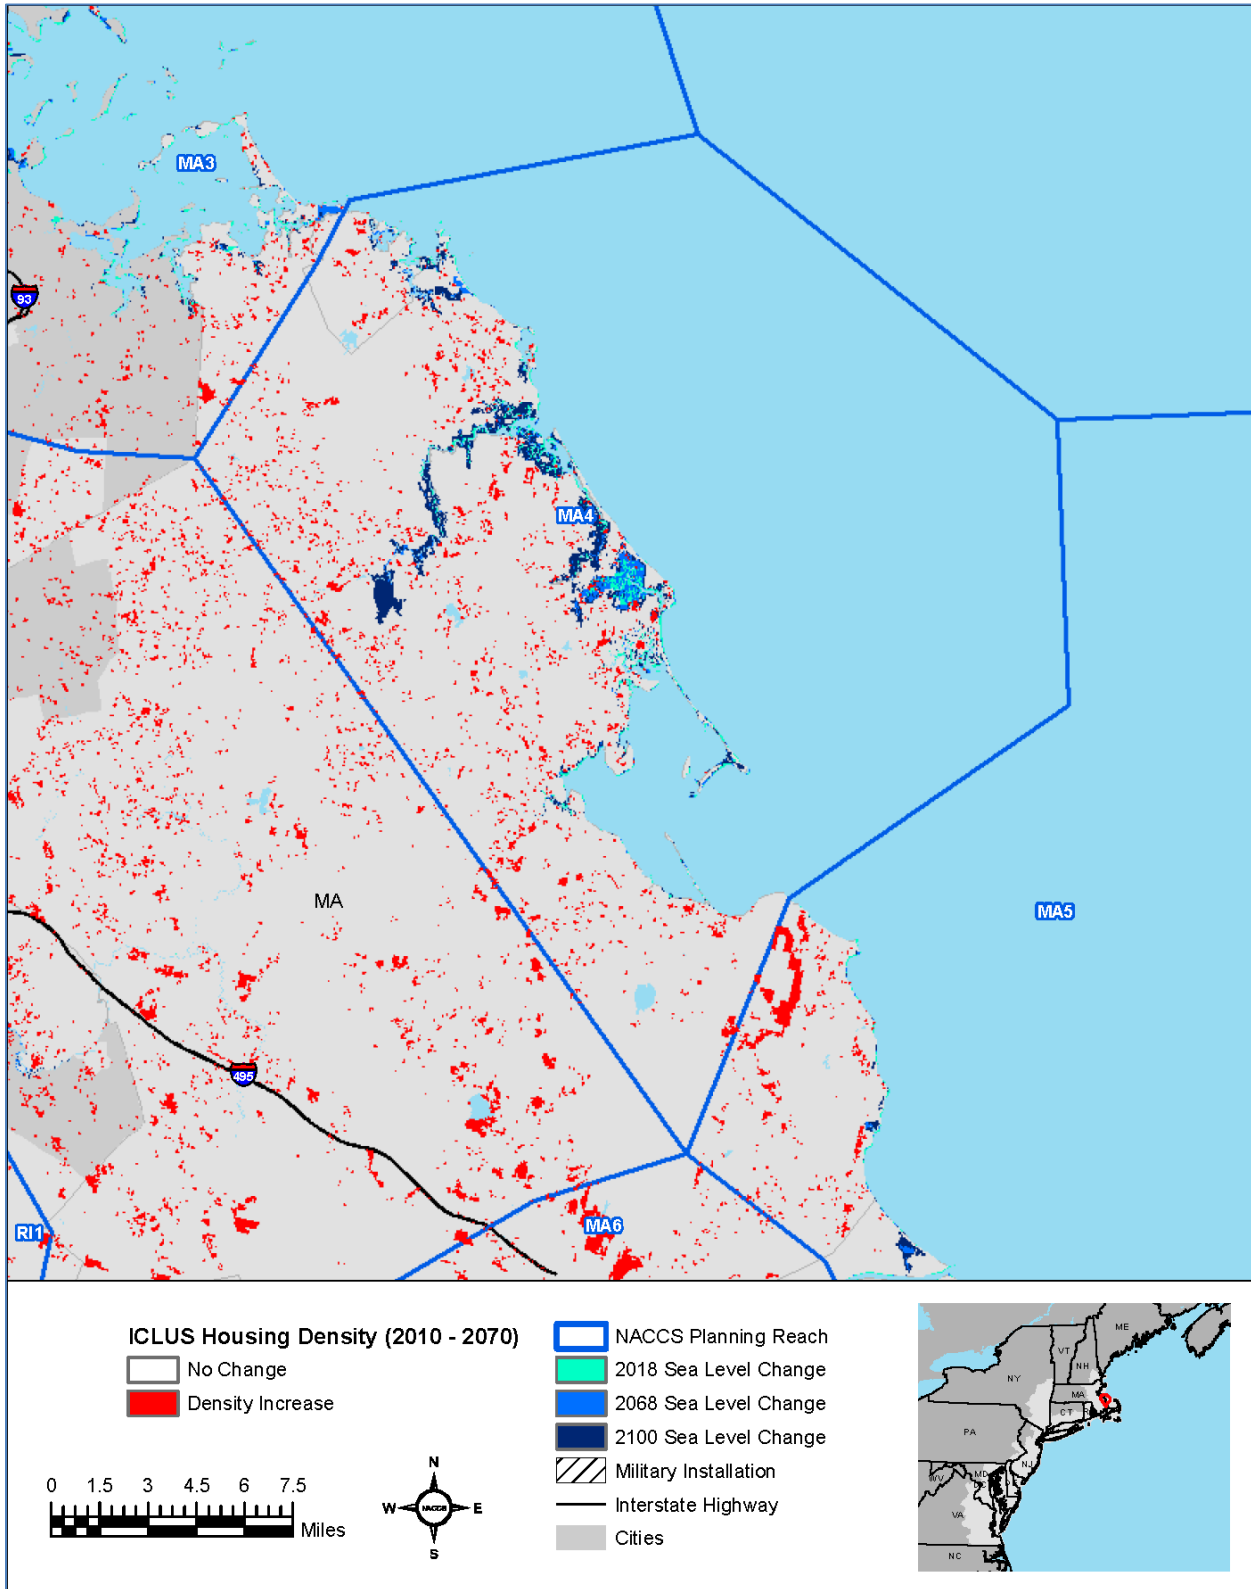 MA3
93
MA4
MA
MA5
495
MA6
RI1
ICLUS Housing Density (2010 - 2070)
No Change
Density Increase
0 1.5 3 4.5 6 7.5
Miles
N
W NACCS E
S
NACCS Planning Reach
2018 Sea Level Change
2068 Sea Level Change
2100 Sea Level Change
Military Installation
Interstate Highway
Cities
ME
VT
NH
NY
MA
CT
PA
NJ
WV
MD
VA
NC